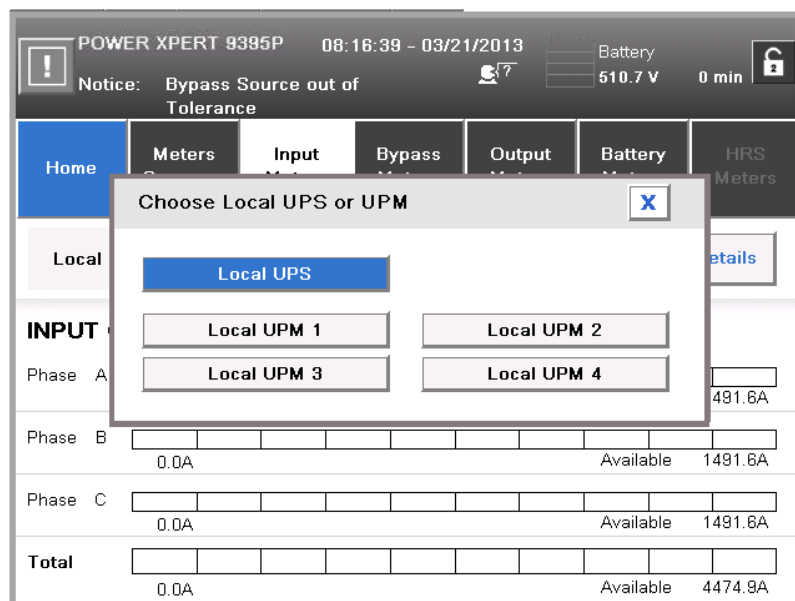 POWER XPERT 9395P 08:16:39 – 03/21/2013
Battery
! Notice: Bypass Source out of Tolerance
?
510.7 V 0 min
2
Home
Meters
Input
Bypass
Output
Battery
HRS
Meters
Choose Local UPS or UPM
X
Local
etails
Local UPS
INPUT
Local UPM 1 Local UPM 2
Local UPM 3 Local UPM 4
Phase A
491.6A
Phase B
0.0A Available 1491.6A
Phase C
0.0A Available 1491.6A
Total
0.0A Available 4474.9A